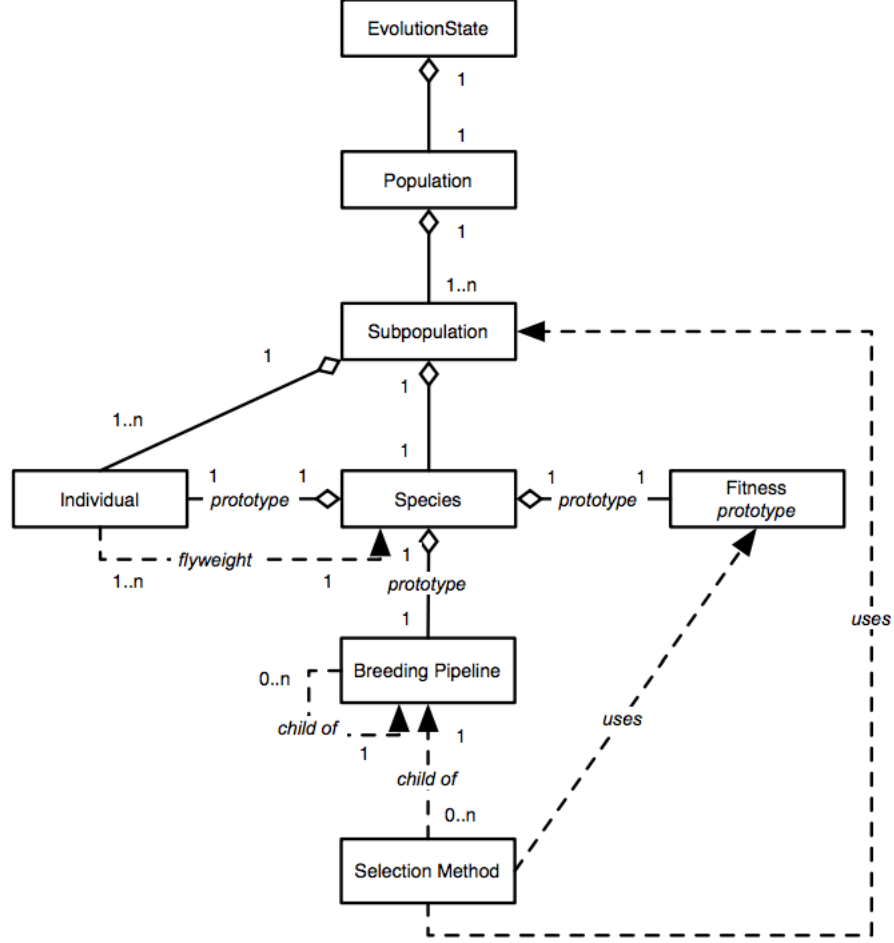 EvolutionState
1
1
Population
1
1..n
Subpopulation
1
1
1..n
1
Individual
1
prototype
1
Species
1
prototype
1
Fitness
prototype
flyweight
1..n
1
1
prototype
1
uses
Breeding Pipeline
0..n
child of
1
1
uses
child of
0..n
Selection Method